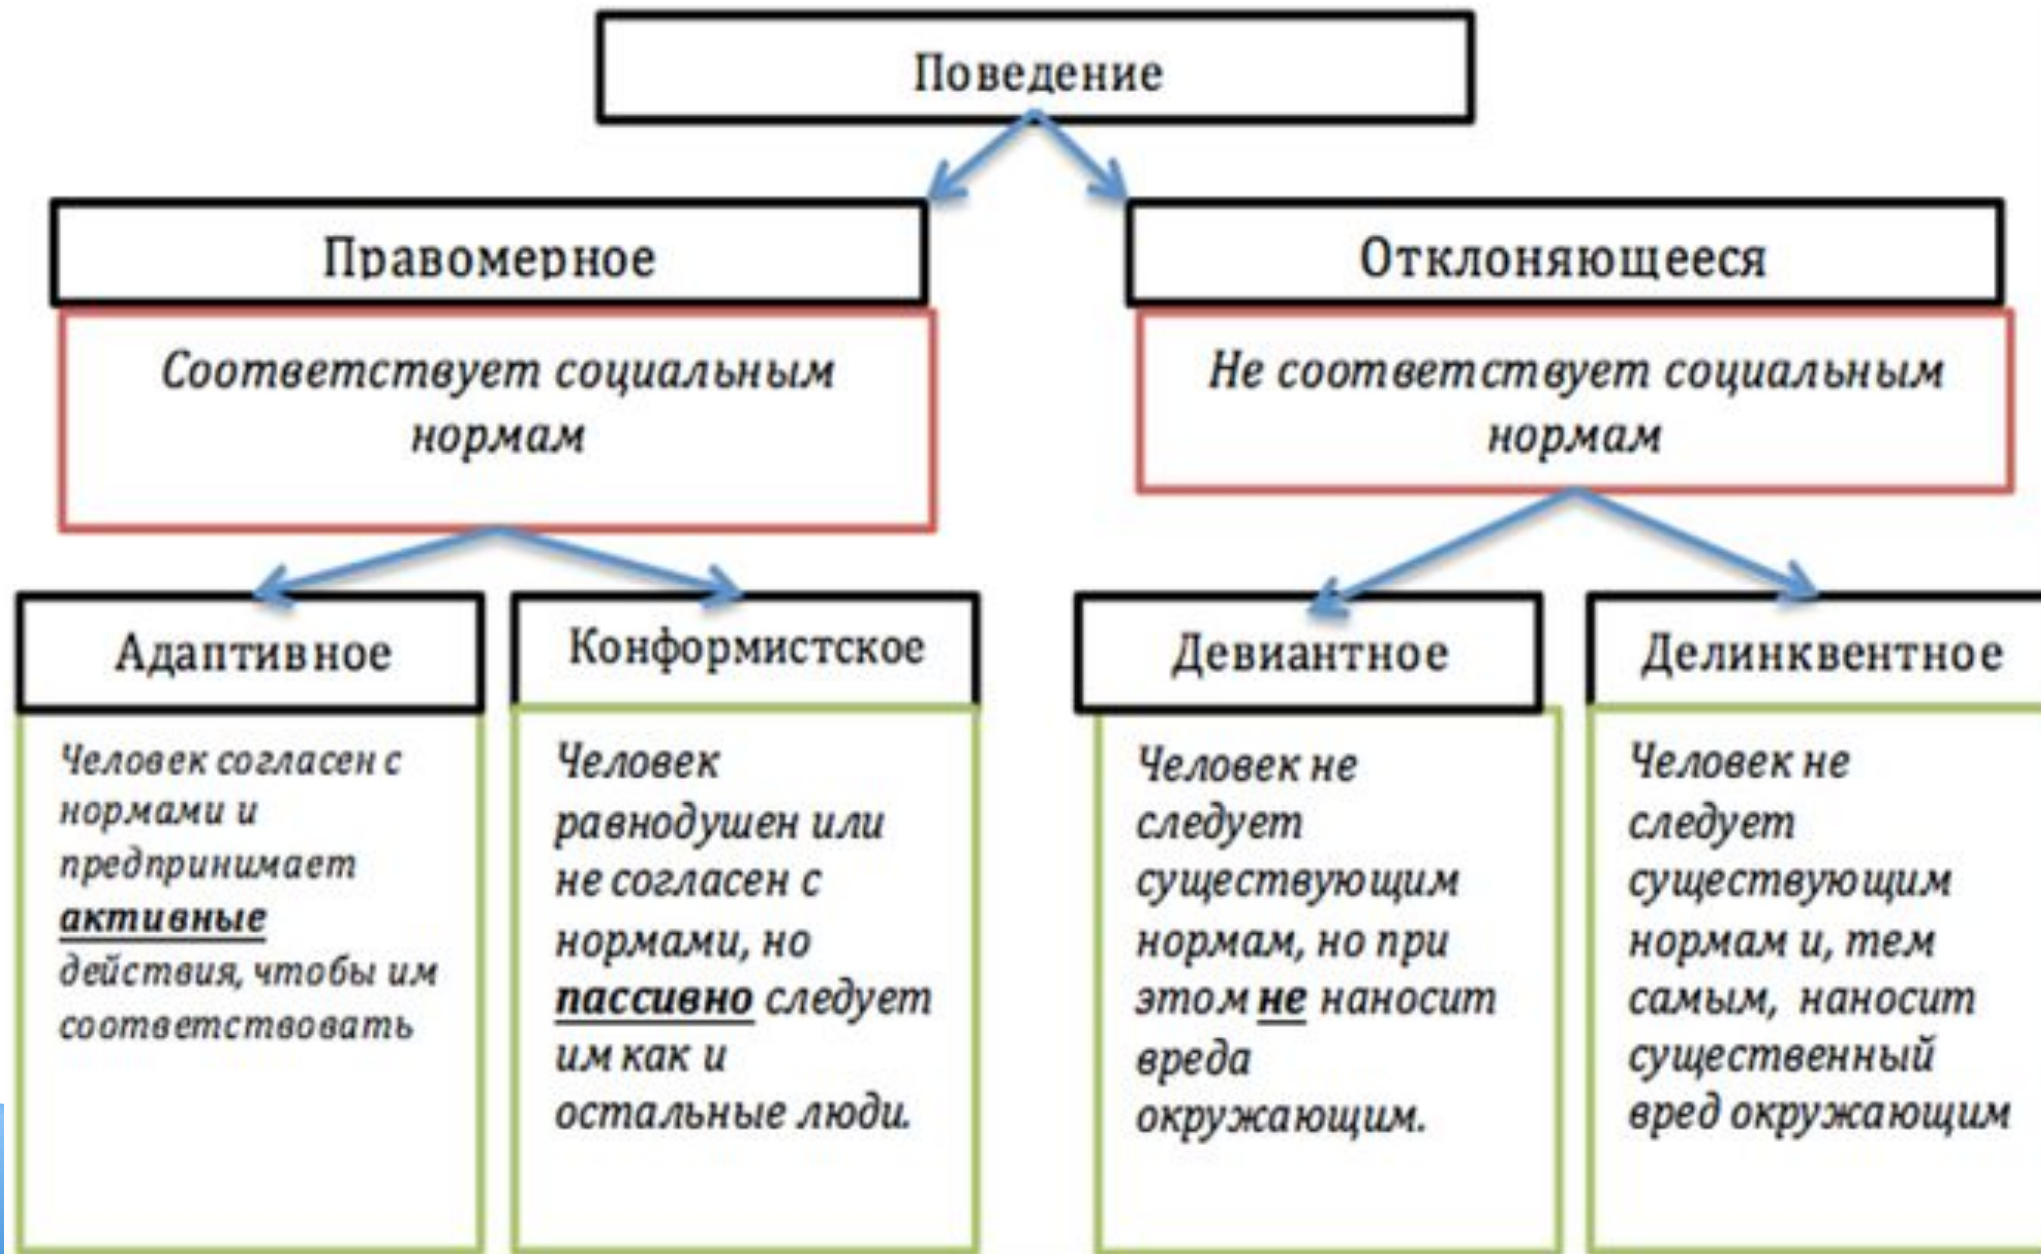 Поведение
Правомерное
Соответствует социальным
нормам
Отклоняющееся
Не соответствует социальным
нормам
Адаптивное
Человек согласен с
нормами и
предпринимает
активные
действия, чтобы им
соответствовать
Конформистское
Человек
равнодушен или
не согласен с
нормами, но
пассивно следует
им как и
остальные люди.
Девиантное
Человек не
следует
существующим
нормам, но при
этом не наносит
вреда
окружающим.
Делинквентное
Человек не
следует
существующим
нормам и, тем
самым, наносит
существенный
вред окружающим